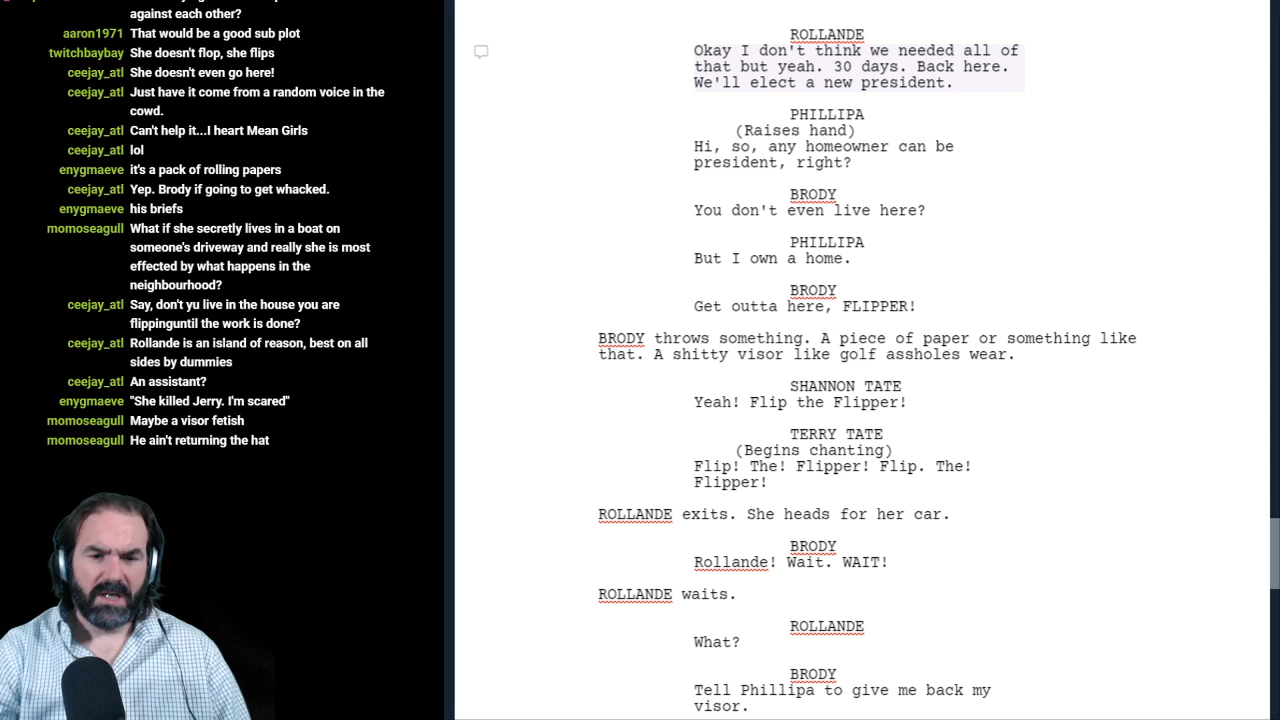 against each other?
aaron1971 That would be a good sub plot
twitchbaybay She doesn't flop, she flips
ceejay_atl She doesn't even go here!
ceejay_atl Just have it come from a random voice in the
cowd.
ceejay_atl Can't help it...I heart Mean Girls
ceejay_atl lol
enygmaeve it's a pack of rolling papers
ceejay_atl Yep. Brody if going to get whacked.
enygmaeve his briefs
momoseagull What if she secretly lives in a boat on
someone's driveway and really she is most
effected by what happens in the
neighbourhood?
ceejay_atl Say, don't yu live in the house you are
flippinguntil the work is done?
ceejay_atl Rollande is an island of reason, best on all
sides by dummies
ceejay_atl An assistant?
enygmaeve "She killed Jerry. I'm scared"
momoseagull Maybe a visor fetish
momoseagull He ain't returning the hat
ROLLANDE
Okay I don't think we needed all of
that but yeah. 30 days. Back here.
We'll elect a new president.
PHILLIPA
(Raises hand)
Hi, so, any homeowner can be
president, right?
BRODY
You don't even live here?
PHILLIPA
But I own a home.
BRODY
Get outta here, FLIPPER!
BRODY throws something. A piece of paper or something like
that. A shitty visor like golf assholes wear.
SHANNON TATE
Yeah! Flip the Flipper!
TERRY TATE
(Begins chanting)
Flip! The! Flipper! Flip. The!
Flipper!
ROLLANDE exits. She heads for her car.
BRODY
Rollande! Wait. WAIT!
ROLLANDE waits.
ROLLANDE
What?
BRODY
Tell Phillipa to give me back my
visor.